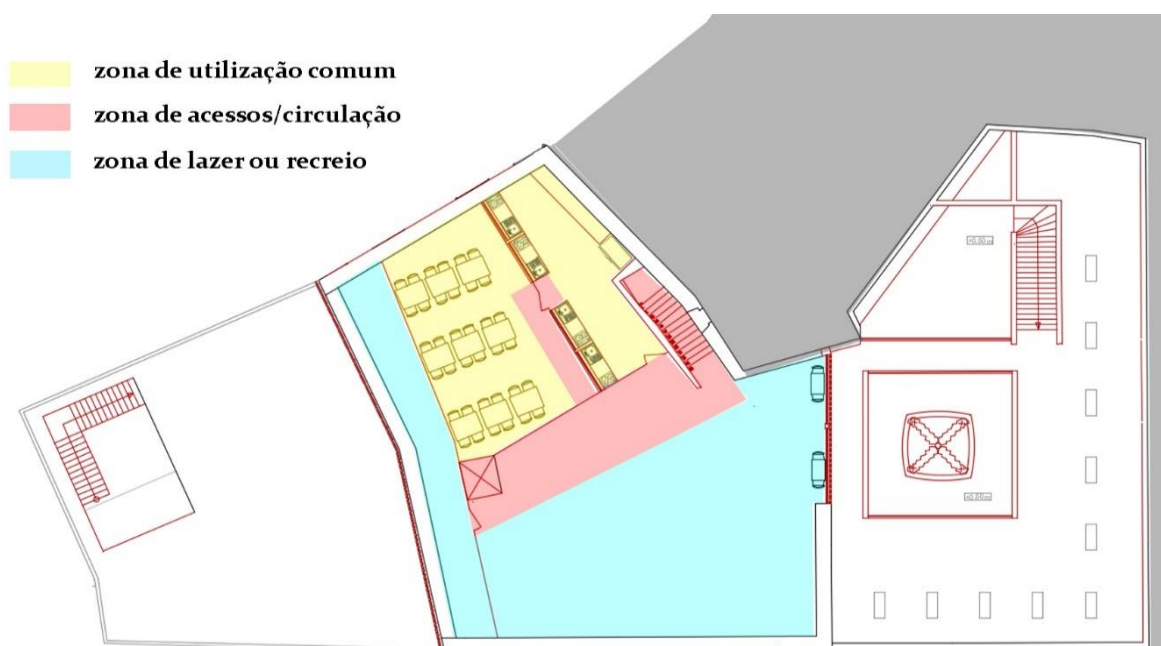 zona de utilização comum
zona de acessos/circulação
zona de lazer ou recreio